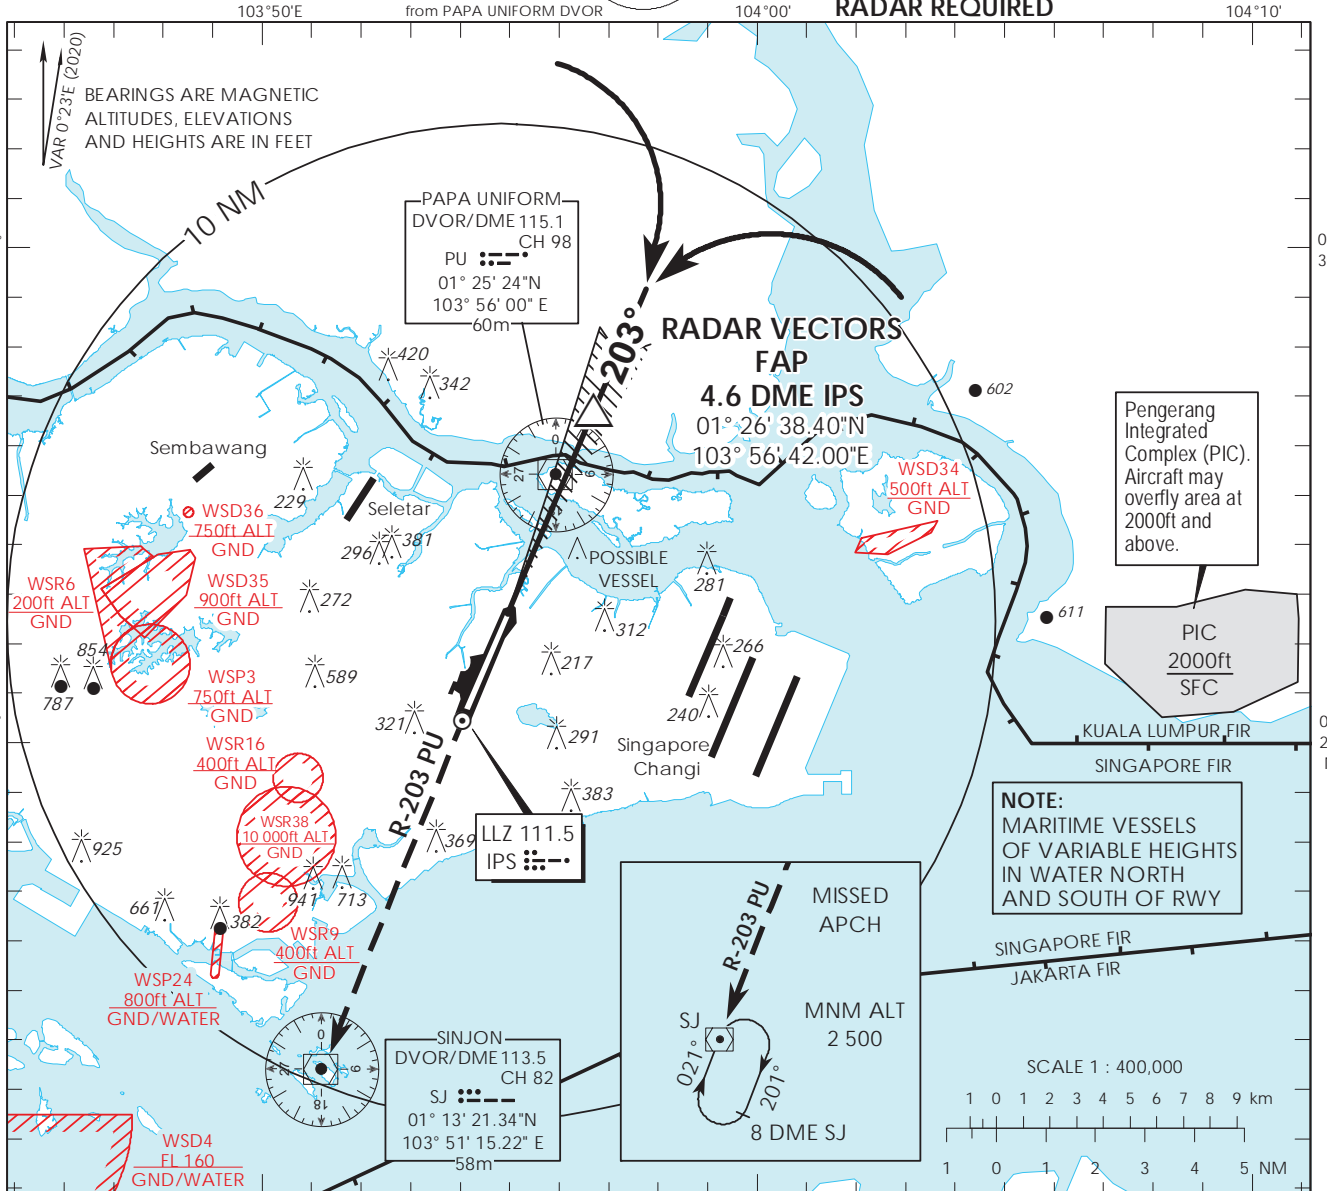 103°50'E
from PAPA UNIFORM DVOR
104°00'
RADAR REQUIRED
104°10'
VAR 0°23'E (2020)
BEARINGS ARE MAGNETIC
ALTITUDES, ELEVATIONS
AND HEIGHTS ARE IN FEET
10 NM
PAPA UNIFORM
DVOR/DME 115.1
CH 98
PU
01° 25' 24"N
103° 56' 00" E
60m
0
3
203°
RADAR VECTORS
FAP
4.6 DME IPS
01° 26' 38.40"N
103° 56' 42.00"E
420
342
602
Pengerang
Integrated
Complex (PIC).
Aircraft may
overfly area at
2000ft and
above.
Sembawang
229
Seletar
296
381
0
9
27
WSD34
500ft ALT
GND
WSD36
750ft ALT
GND
WSR6
200ft ALT
GND
WSD35
900ft ALT
GND
272
POSSIBLE
VESSEL
281
312
266
217
611
PIC
2000ft
SFC
854
787
WSP3
750ft ALT
GND
589
321
240
291
Singapore
Changi
0
2
KUALA LUMPUR FIR
SINGAPORE FIR
WSR16
400ft ALT
GND
383
R-203 PU
WSR38
10 000ft ALT
GND
369
LLZ 111.5
IPS
NOTE:
MARITIME VESSELS
OF VARIABLE HEIGHTS
IN WATER NORTH
AND SOUTH OF RWY
925
941
713
661
382
WSR9
400ft ALT
GND
WSP24
800ft ALT
GND/WATER
MISSED
APCH
R-203 PU
MNM ALT
2 500
SJ
021°
201°
8 DME SJ
SINGAPORE FIR
JAKARTA FIR
0
9
18
27
SINJON
DVOR/DME 113.5
CH 82
SJ
01° 13' 21.34"N
103° 51' 15.22" E
58m
WSD4
FL 160
GND/WATER
SCALE 1 : 400,000
1 0 1 2 3 4 5 6 7 8 9 km
1 0 1 2 3 4 5 NM